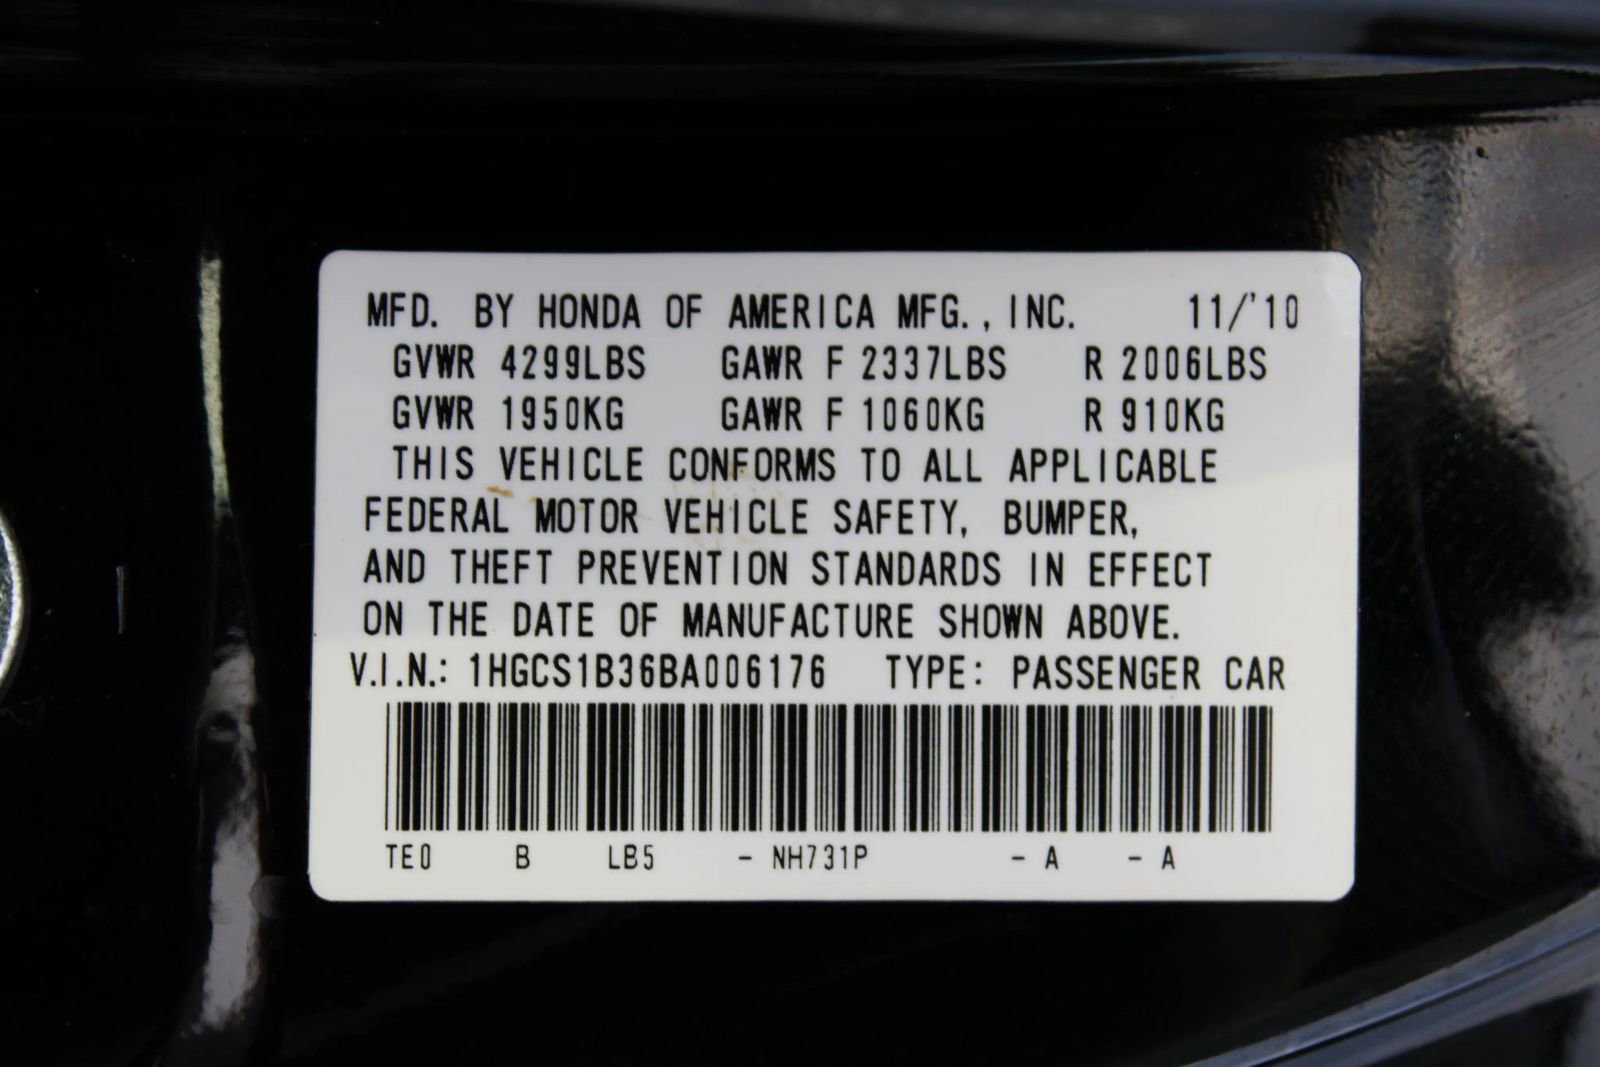 MFD. BY HONDA OF AMERICA MFG., INC. 11/'10
GVWR 4299LBS GAWR F 2337LBS R 2006LBS
GVWR 1950KG GAWR F 1060KG R 910KG
THIS VEHICLE CONFORMS TO ALL APPLICABLE
FEDERAL MOTOR VEHICLE SAFETY, BUMPER,
AND THEFT PREVENTION STANDARDS IN EFFECT
ON THE DATE OF MANUFACTURE SHOWN ABOVE.
V.I.N.: 1HGCS1B36BA006176 TYPE: PASSENGER CAR
TE0 B LB5 - NH731P - A - A